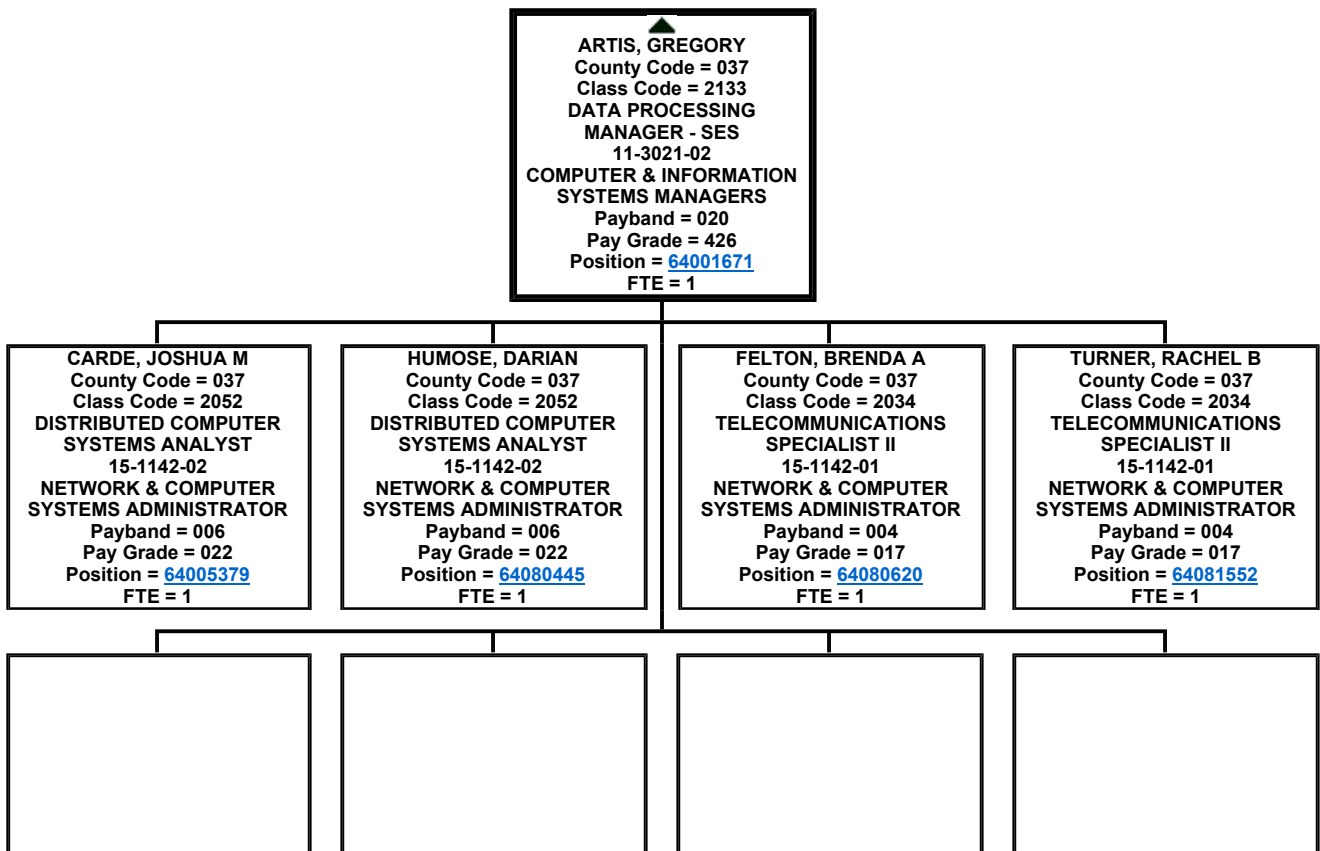 ARTIS, GREGORY
County Code = 037
Class Code = 2133
DATA PROCESSING
MANAGER - SES
11-3021-02
COMPUTER & INFORMATION
SYSTEMS MANAGERS
Payband = 020
Pay Grade = 426
Position = 64001671
FTE = 1
CARDE, JOSHUA M
County Code = 037
Class Code = 2052
DISTRIBUTED COMPUTER
SYSTEMS ANALYST
15-1142-02
NETWORK & COMPUTER
SYSTEMS ADMINISTRATOR
Payband = 006
Pay Grade = 022
Position = 64005379
FTE = 1
HUMOSE, DARIAN
County Code = 037
Class Code = 2052
DISTRIBUTED COMPUTER
SYSTEMS ANALYST
15-1142-02
NETWORK & COMPUTER
SYSTEMS ADMINISTRATOR
Payband = 006
Pay Grade = 022
Position = 64080445
FTE = 1
FELTON, BRENDA A
County Code = 037
Class Code = 2034
TELECOMMUNICATIONS
SPECIALIST II
15-1142-01
NETWORK & COMPUTER
SYSTEMS ADMINISTRATOR
Payband = 004
Pay Grade = 017
Position = 64080620
FTE = 1
TURNER, RACHEL B
County Code = 037
Class Code = 2034
TELECOMMUNICATIONS
SPECIALIST II
15-1142-01
NETWORK & COMPUTER
SYSTEMS ADMINISTRATOR
Payband = 004
Pay Grade = 017
Position = 64081552
FTE = 1